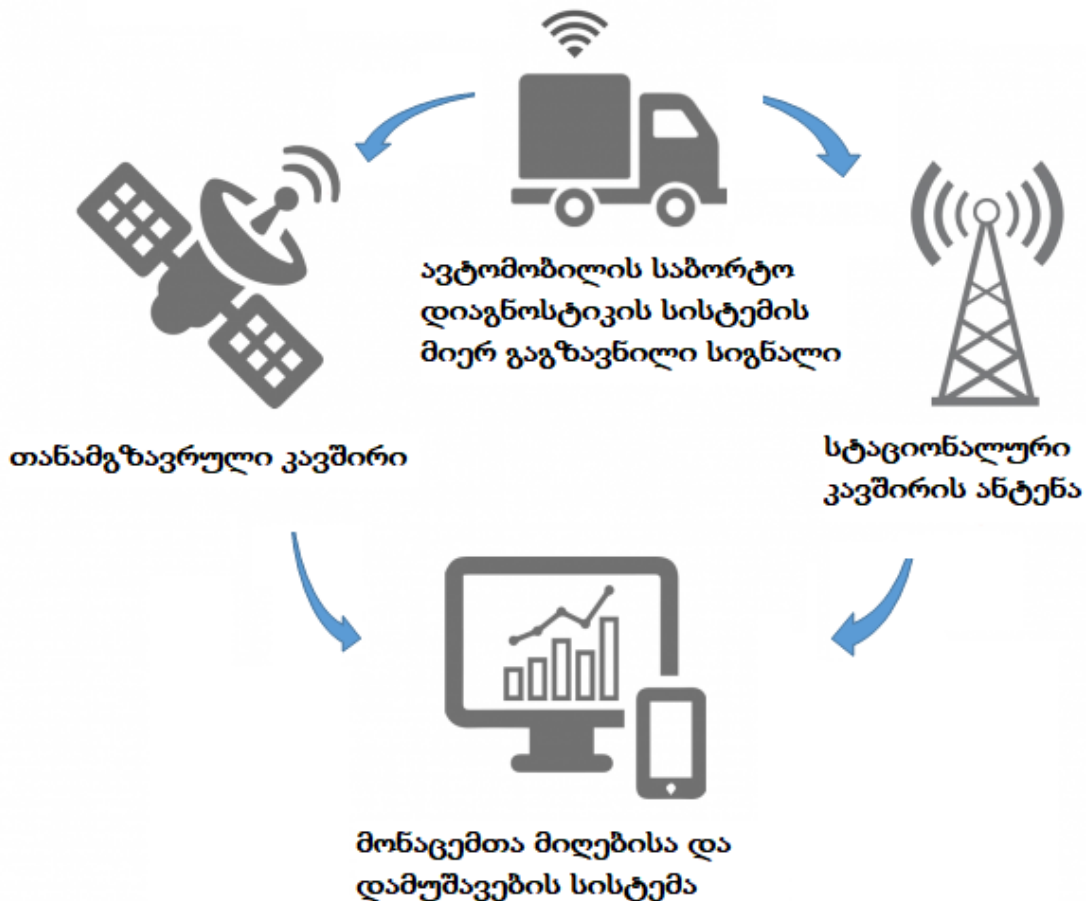 ავტომობილის საბორტო
დიაგნოსტიკის სისტემის
მიერ გაგზავნილი სიგნალი
თანამგზავრული კავშირი
სტაციონალური
კავშირის ანტენა
მონაცემთა მიღებისა და
დამუშავების სისტემა